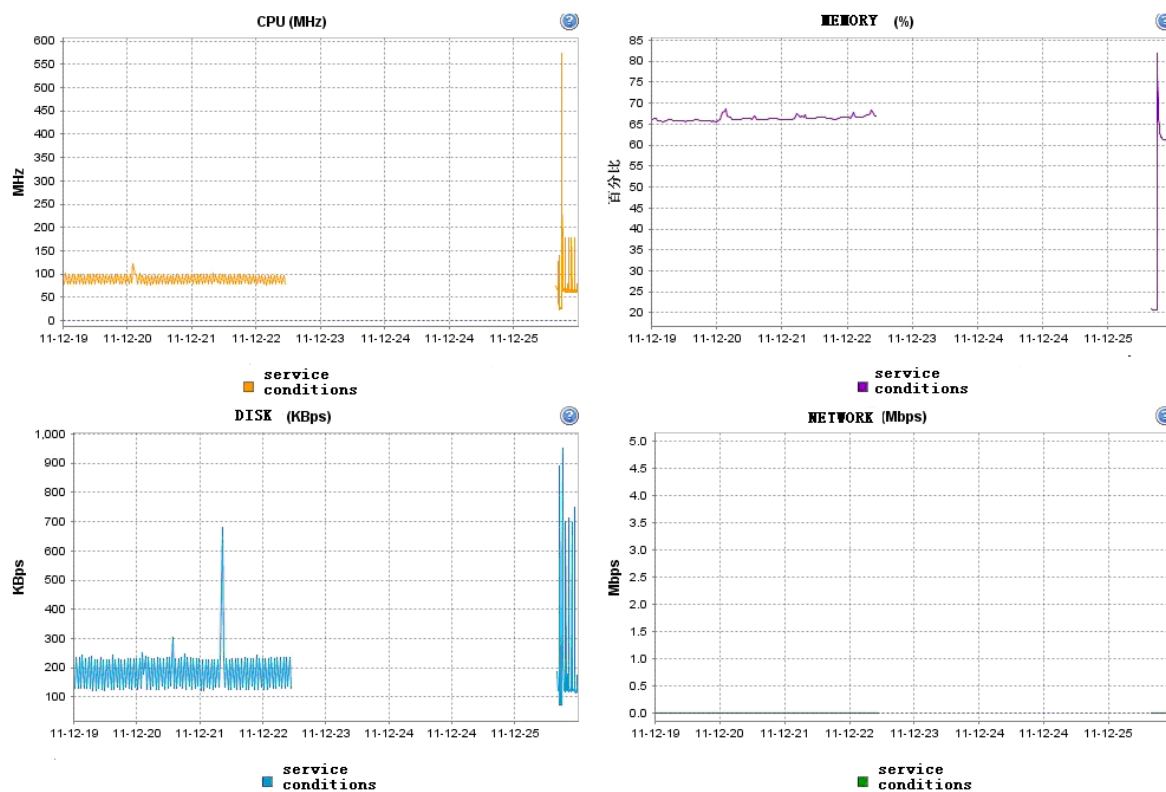 CPU (MHz)
?
600
550
500
450
400
350
300
250
200
150
100
50
0
MHz
11-12-19 11-12-20 11-12-21 11-12-22 11-12-23 11-12-24 11-12-25
service
conditions
MEMORY (%)
?
85
80
75
70
65
60
55
50
45
40
35
30
25
20
百分比
11-12-19 11-12-20 11-12-21 11-12-22 11-12-23 11-12-24 11-12-25
service
conditions
DISK (KBps)
?
1,000
900
800
700
600
500
400
300
200
100
KBps
11-12-19 11-12-20 11-12-21 11-12-22 11-12-23 11-12-24 11-12-25
service
conditions
NETWORK (Mbps)
?
5.0
4.5
4.0
3.5
3.0
2.5
2.0
1.5
1.0
0.5
0.0
Mbps
11-12-19 11-12-20 11-12-21 11-12-22 11-12-23 11-12-24 11-12-25
service
conditions